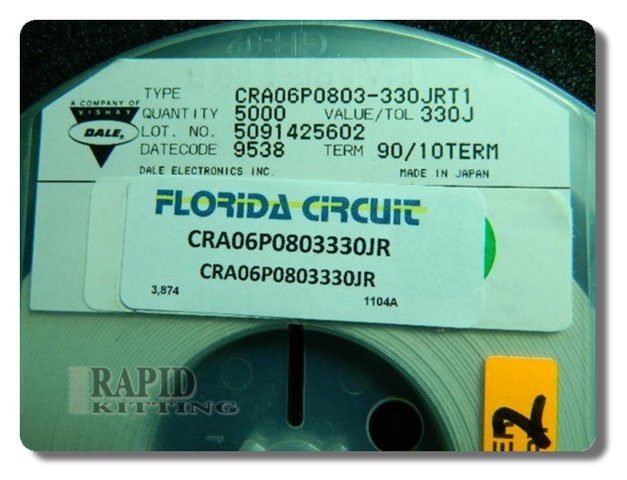 TYPE CRA06P0803-330JRT1
A COMPANY OF
VISHAY
DALE
QUANTITY 5000 VALUE/TOL 330J
LOT. NO. 5091425602
DATECODE 9538 TERM 90/10TERM
DALE ELECTRONICS INC. MADE IN JAPAN
FLORIDA CIRCUIT
CRA06P0803330JR
CRA06P0803330JR
3,874 1104A
RAPID
KITTING
2